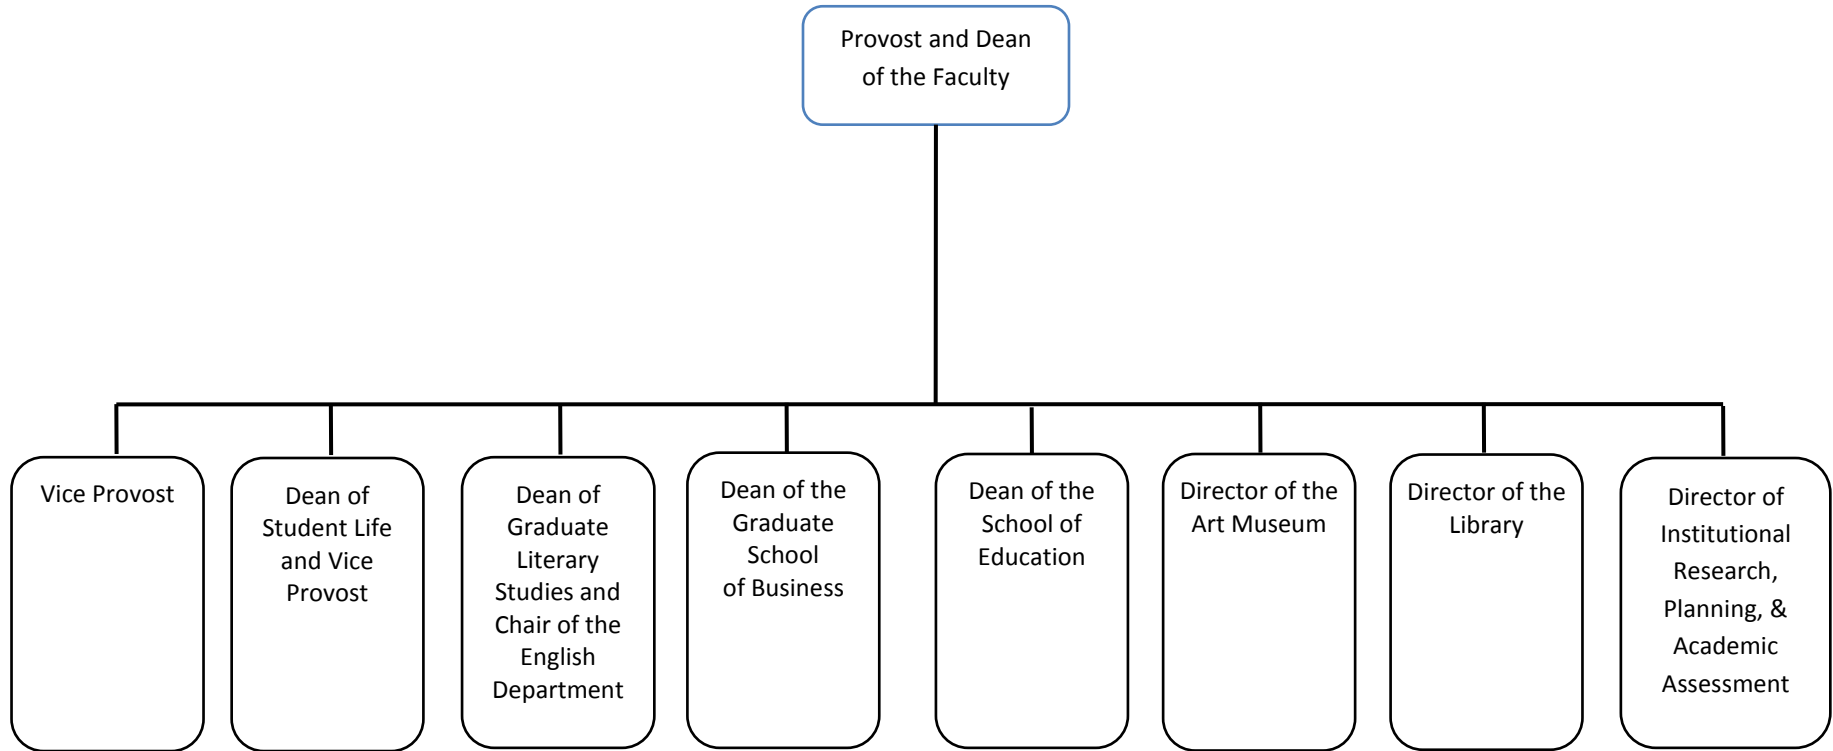 Provost and Dean
of the Faculty
Vice Provost
Dean of
Student Life
and Vice
Provost
Dean of
Graduate
Literary
Studies and
Chair of the
English
Department
Dean of the
Graduate
School
of Business
Dean of the
School of
Education
Director of the
Art Museum
Director of the
Library
Director of
Institutional
Research,
Planning, &
Academic
Assessment